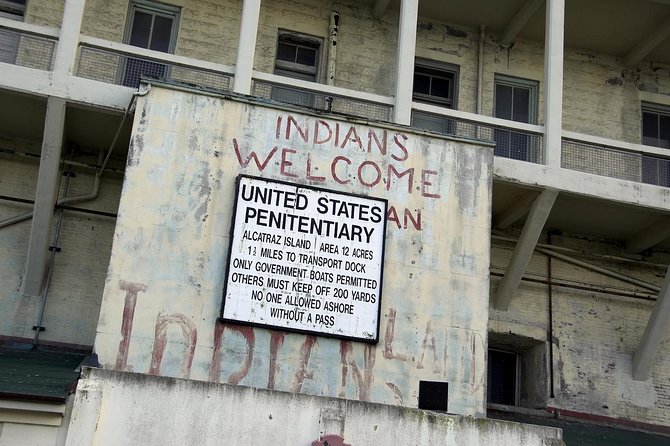 INDIANS
WELCOME
AN
UNITED STATES
PENITENTIARY
ALCATRAZ ISLAND AREA 12 ACRES
1½ MILES TO TRANSPORT DOCK
ONLY GOVERNMENT BOATS PERMITTED
OTHERS MUST KEEP OFF 200 YARDS
NO ONE ALLOWED ASHORE
WITHOUT A PASS
INDIAN LAND